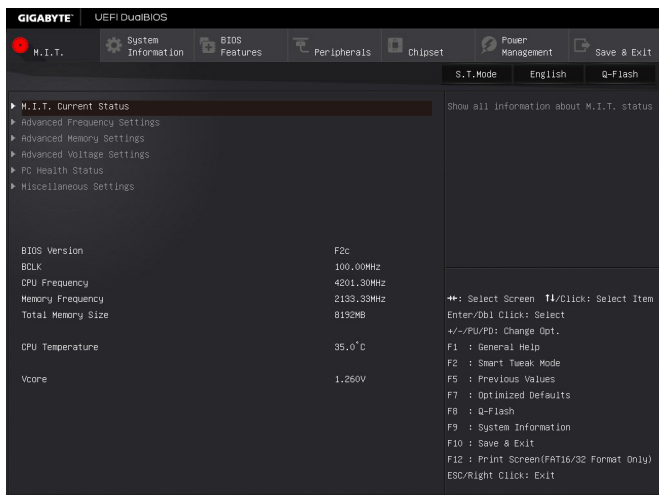 GIGABYTE™ UEFI DualBIOS
M.I.T.
System Information
BIOS Features
Peripherals
Chipset
Power Management
Save & Exit
S.T.Mode English Q-Flash
M.I.T. Current Status
Advanced Frequency Settings
Advanced Memory Settings
Advanced Voltage Settings
PC Health Status
Miscellaneous Settings
Show all information about M.I.T. status
BIOS Version F2c
BCLK 100.00MHz
CPU Frequency 4201.30MHz
Memory Frequency 2133.33MHz
Total Memory Size 8192MB
CPU Temperature 35.0°C
Vcore 1.260V
→←: Select Screen ↑↓/Click: Select Item
Enter/Dbl Click: Select
+/-/PU/PD: Change Opt.
F1 : General Help
F2 : Smart Tweak Mode
F5 : Previous Values
F7 : Optimized Defaults
F8 : Q-Flash
F9 : System Information
F10 : Save & Exit
F12 : Print Screen(FAT16/32 Format Only)
ESC/Right Click: Exit